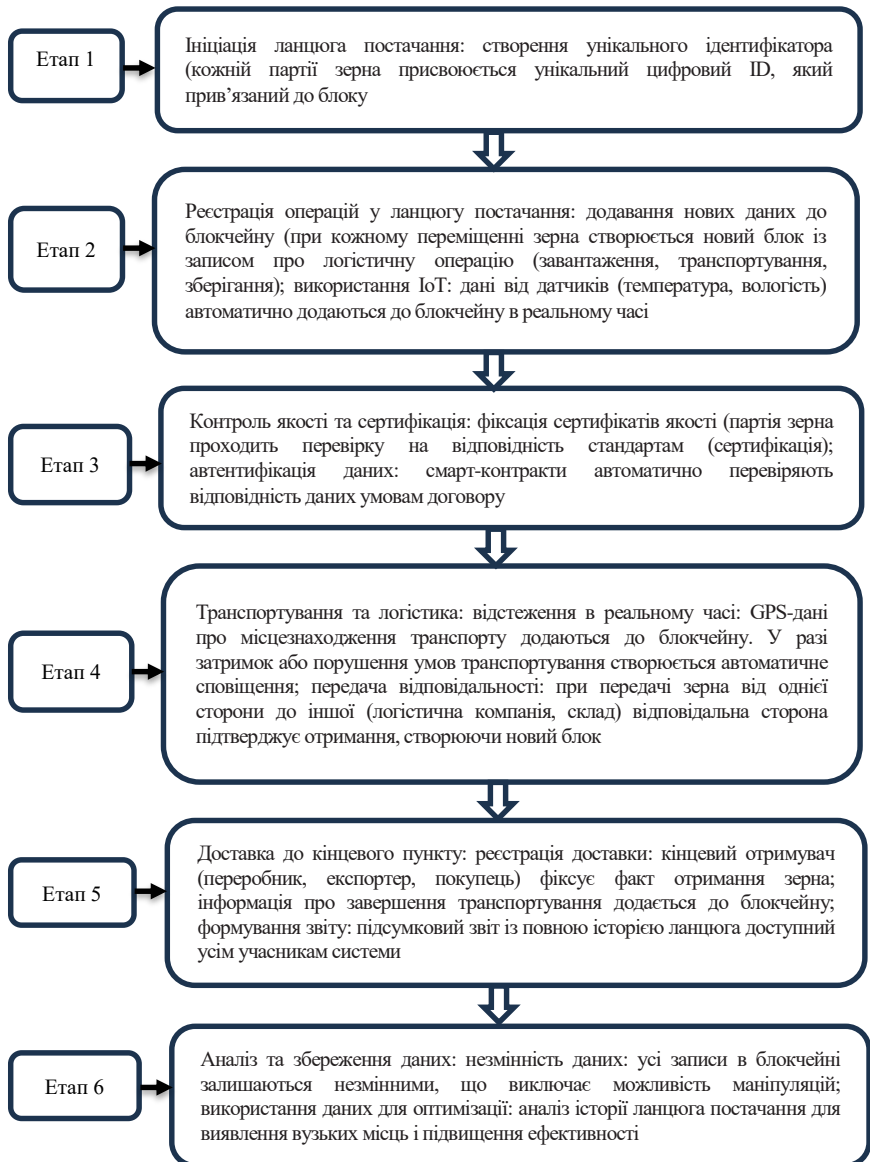 Етап 1
Ініціація ланцюга постачання: створення унікального ідентифікатора
(кожній партії зерна присвоюється унікальний цифровий ID, який
прив’язаний до блоку
Етап 2
Реєстрація операцій у ланцюгу постачання: додавання нових даних до
блокчейну (при кожному переміщенні зерна створюється новий блок із
записом про логістичну операцію (завантаження, транспортування,
зберігання); використання IoT: дані від датчиків (температура, вологість)
автоматично додаються до блокчейну в реальному часі
Етап 3
Контроль якості та сертифікація: фіксація сертифікатів якості (партія зерна
проходить перевірку на відповідність стандартам (сертифікація);
автентифікація даних: смарт-контракти автоматично перевіряють
відповідність даних умовам договору
Етап 4
Транспортування та логістика: відстеження в реальному часі: GPS-дані
про місцезнаходження транспорту додаються до блокчейну. У разі
затримок або порушення умов транспортування створюється автоматичне
сповіщення; передача відповідальності: при передачі зерна від однієї
сторони до іншої (логістична компанія, склад) відповідальна сторона
підтверджує отримання, створюючи новий блок
Етап 5
Доставка до кінцевого пункту: реєстрація доставки: кінцевий отримувач
(переробник, експортер, покупець) фіксує факт отримання зерна;
інформація про завершення транспортування додається до блокчейну;
формування звіту: підсумковий звіт із повною історією ланцюга доступний
усім учасникам системи
Етап 6
Аналіз та збереження даних: незмінність даних: усі записи в блокчейні
залишаються незмінними, що виключає можливість маніпуляцій;
використання даних для оптимізації: аналіз історії ланцюга постачання для
виявлення вузьких місць і підвищення ефективності